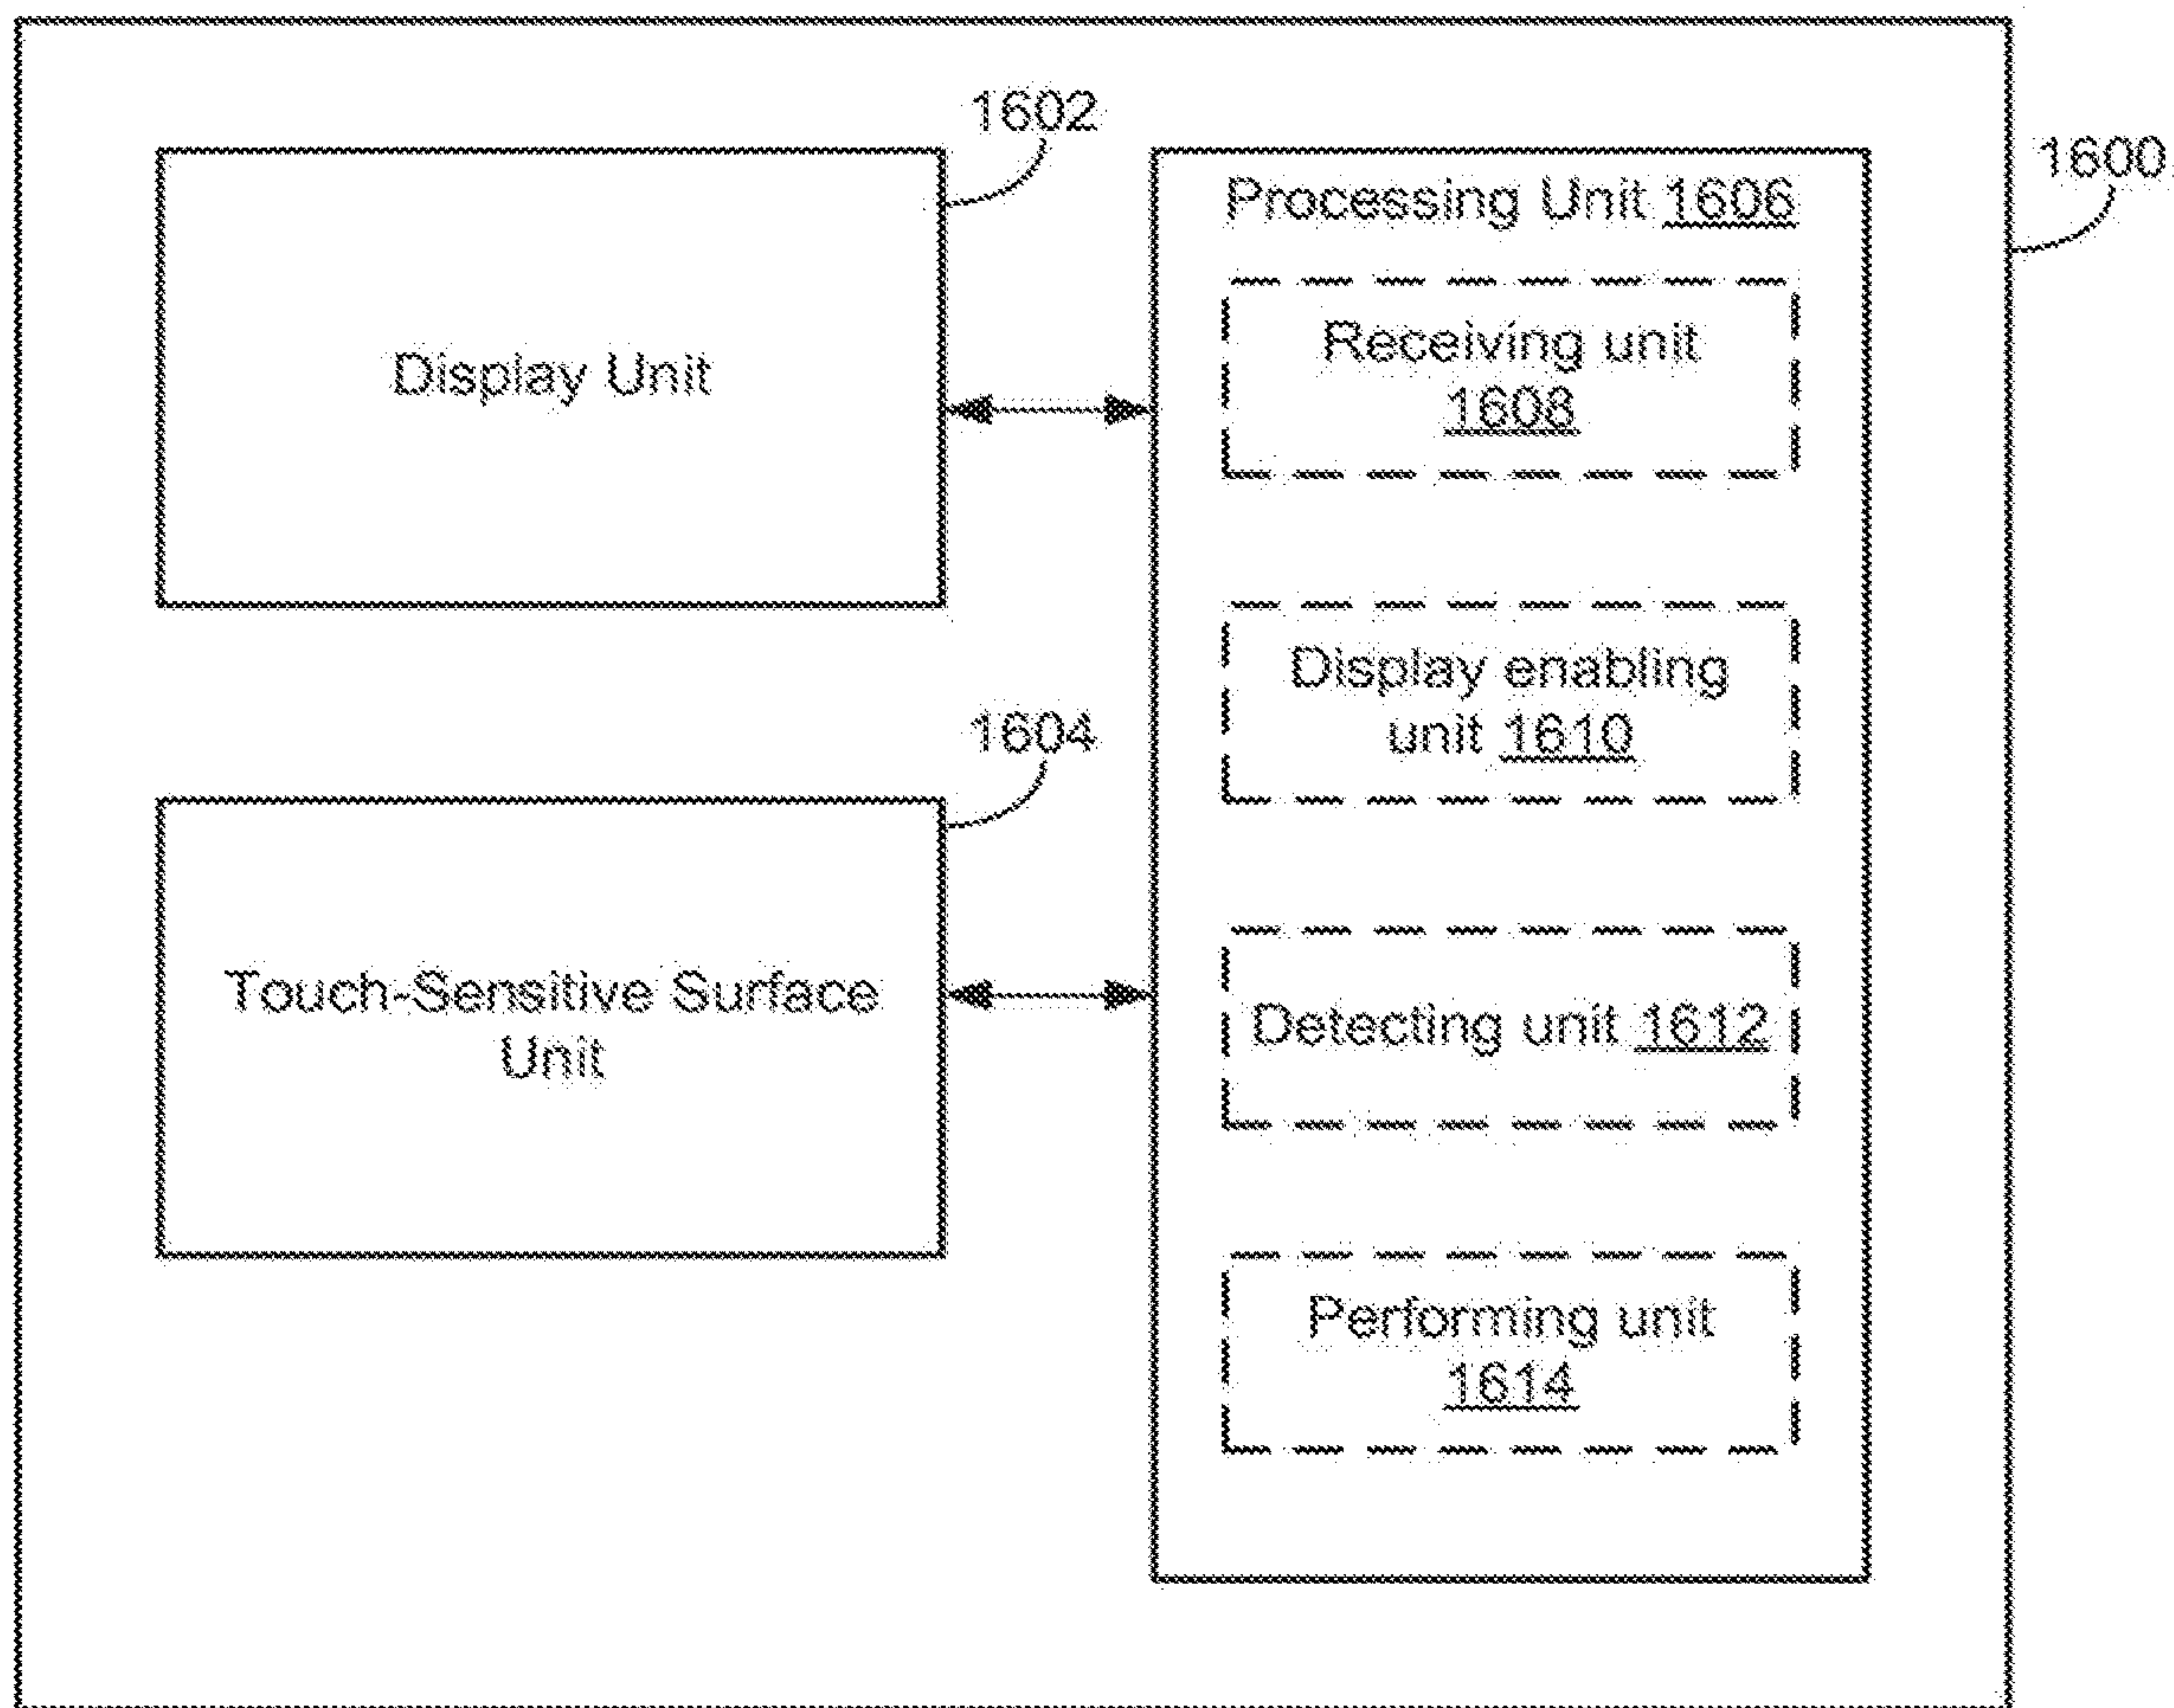 1602
1600
Display Unit
Processing Unit 1606
Receiving unit
1608
Display enabling
unit 1610
1604
Touch-Sensitive Surface
Unit
Detecting unit 1612
Performing unit
1614